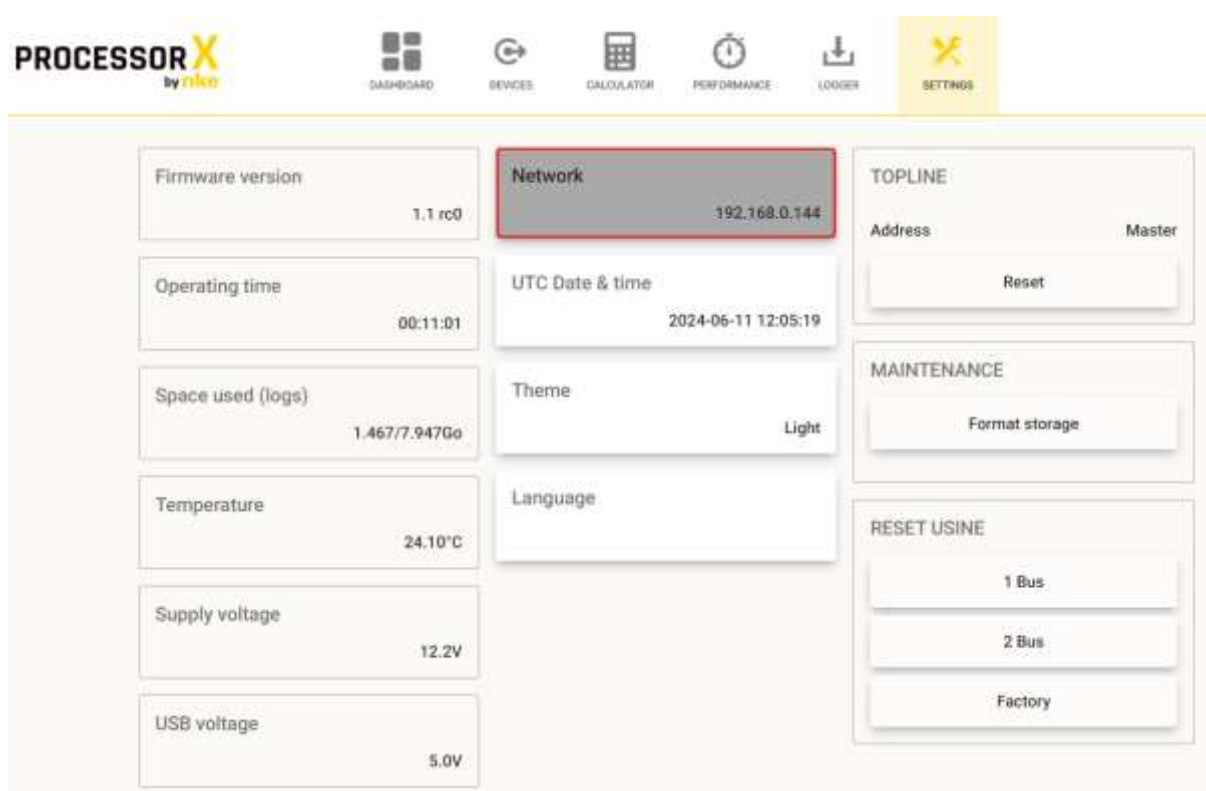 PROCESSOR X
by nke
DASHBOARD
DEVICES
CALCULATOR
PERFORMANCE
LOGGER
SETTINGS
Firmware version
1.1 rc0
Operating time
00:11:01
Space used (logs)
1.467/7.947Go
Temperature
24.10°C
Supply voltage
12.2V
USB voltage
5.0V
Network
192.168.0.144
UTC Date & time
2024-06-11 12:05:19
Theme
Light
Language
TOPLINE
Address Master
Reset
MAINTENANCE
Format storage
RESET USINE
1 Bus
2 Bus
Factory